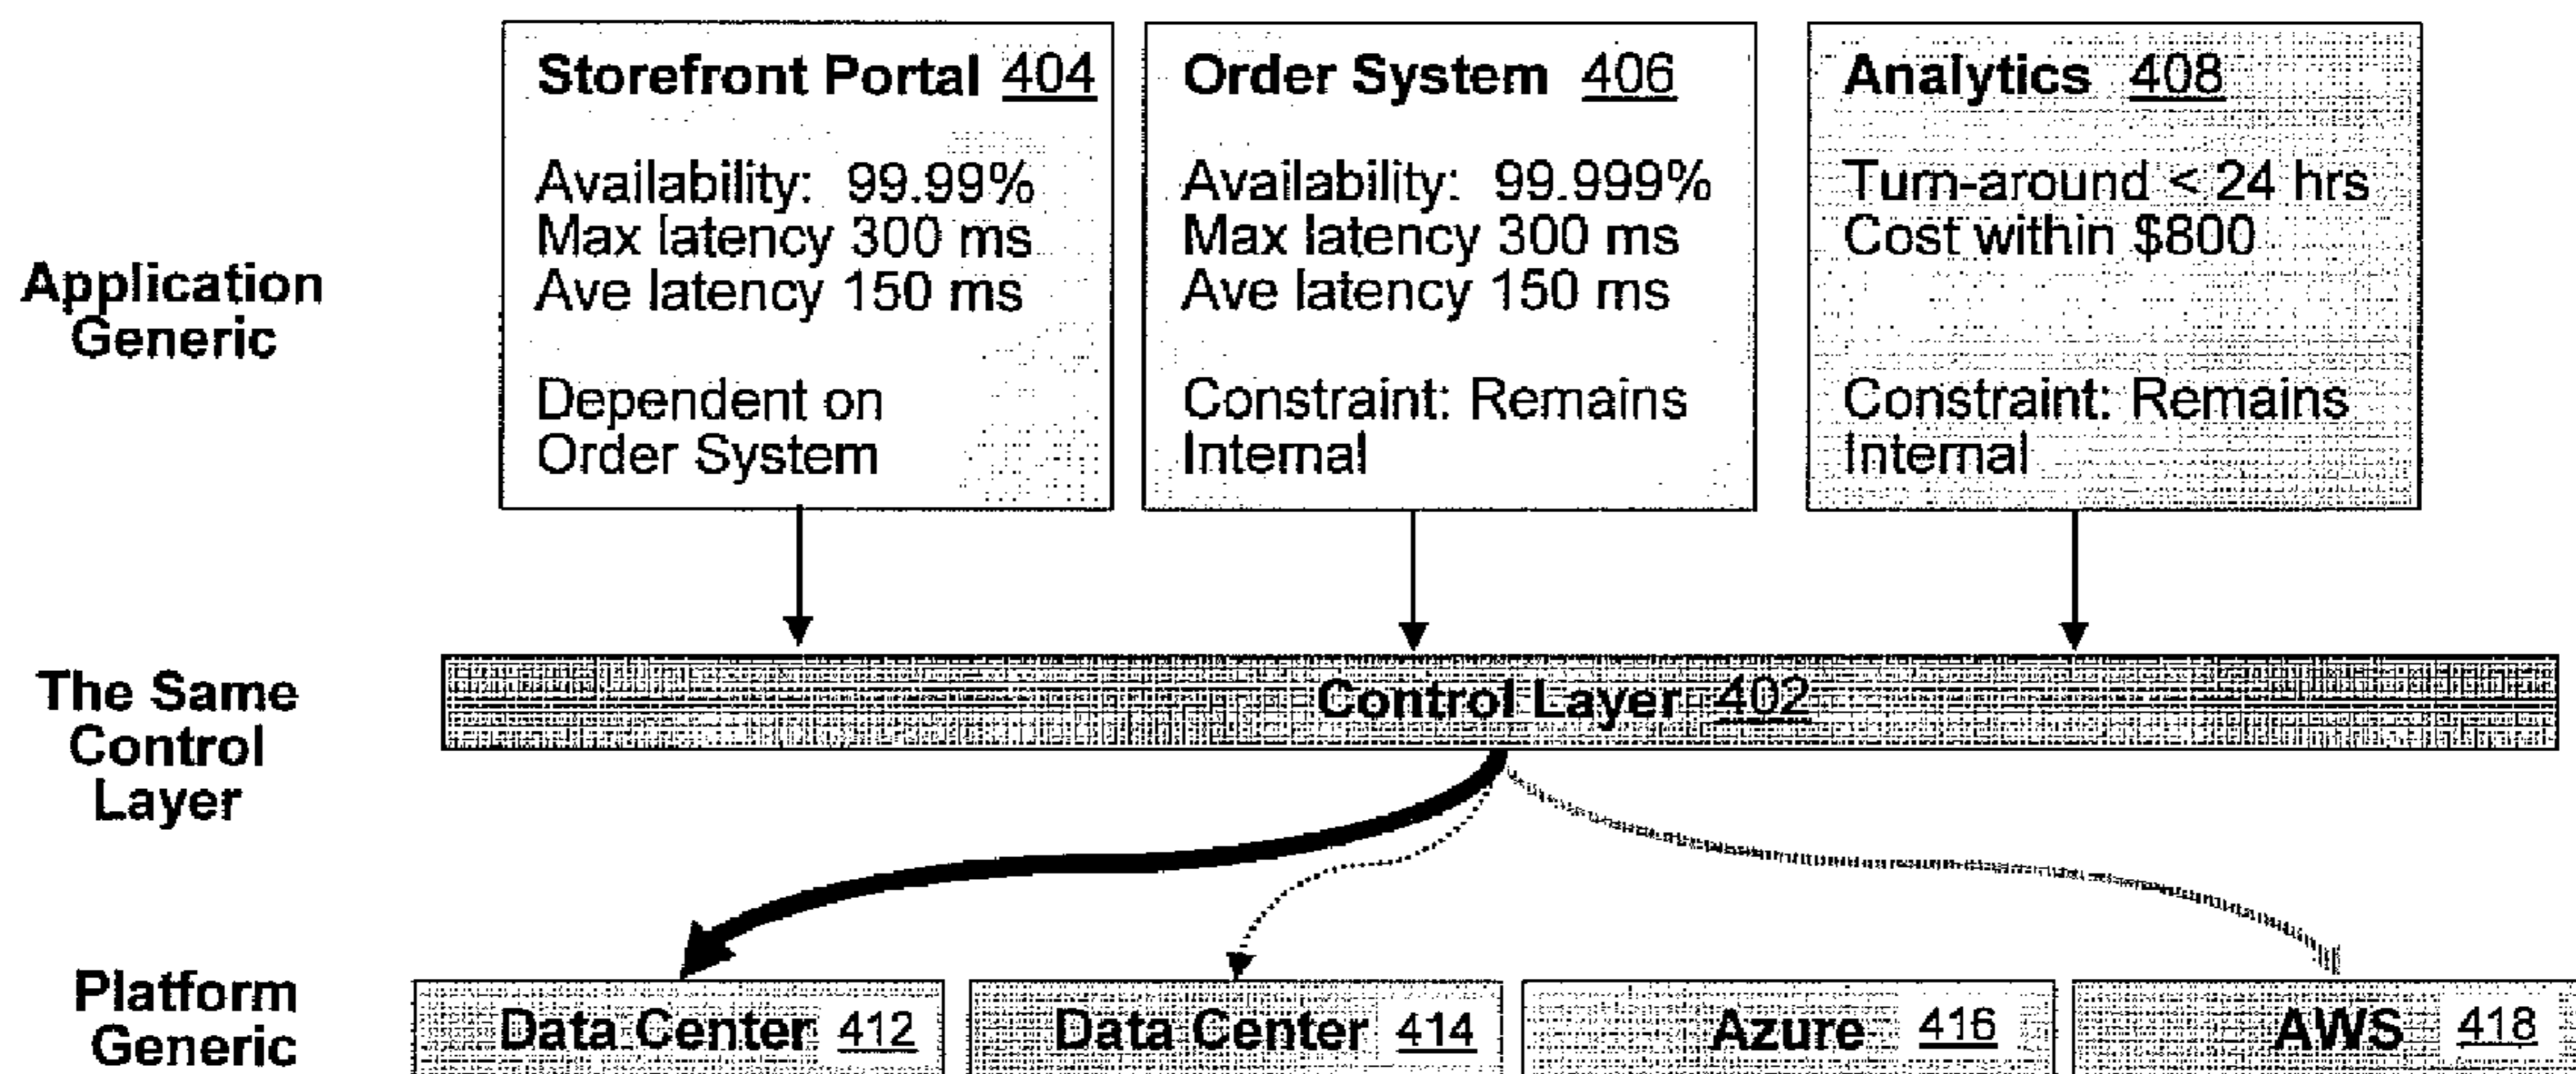 Application
Generic
Storefront Portal 404
Availability: 99.99%
Max latency 300 ms
Ave latency 150 ms
Dependent on
Order System
Order System 406
Availability: 99.999%
Max latency 300 ms
Ave latency 150 ms
Constraint: Remains
Internal
Analytics 408
Turn-around < 24 hrs
Cost within $800
Constraint: Remains
Internal
The Same
Control
Layer
Control Layer 402
Platform
Generic
Data Center 412
Data Center 414
Azure 416
AWS 418